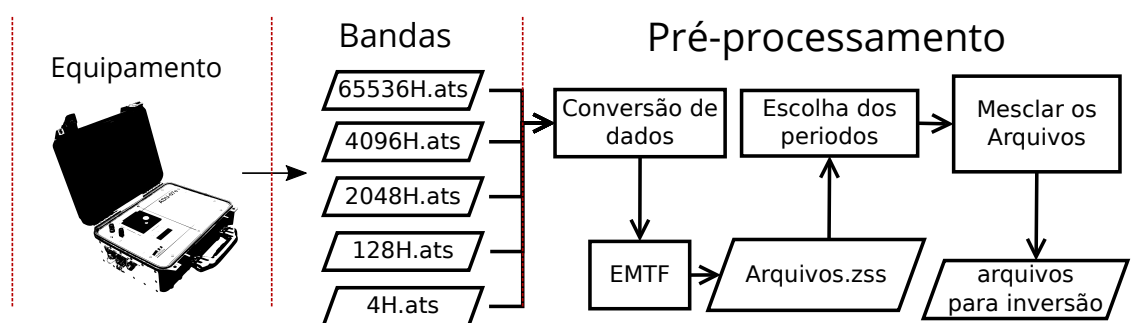 Equipamento
Bandas
65536H.ats
4096H.ats
2048H.ats
128H.ats
4H.ats
Pré-processamento
Conversão de
dados
EMTF
Arquivos.zss
Escolha dos
periodos
Mesclar os
Arquivos
arquivos
para inversão